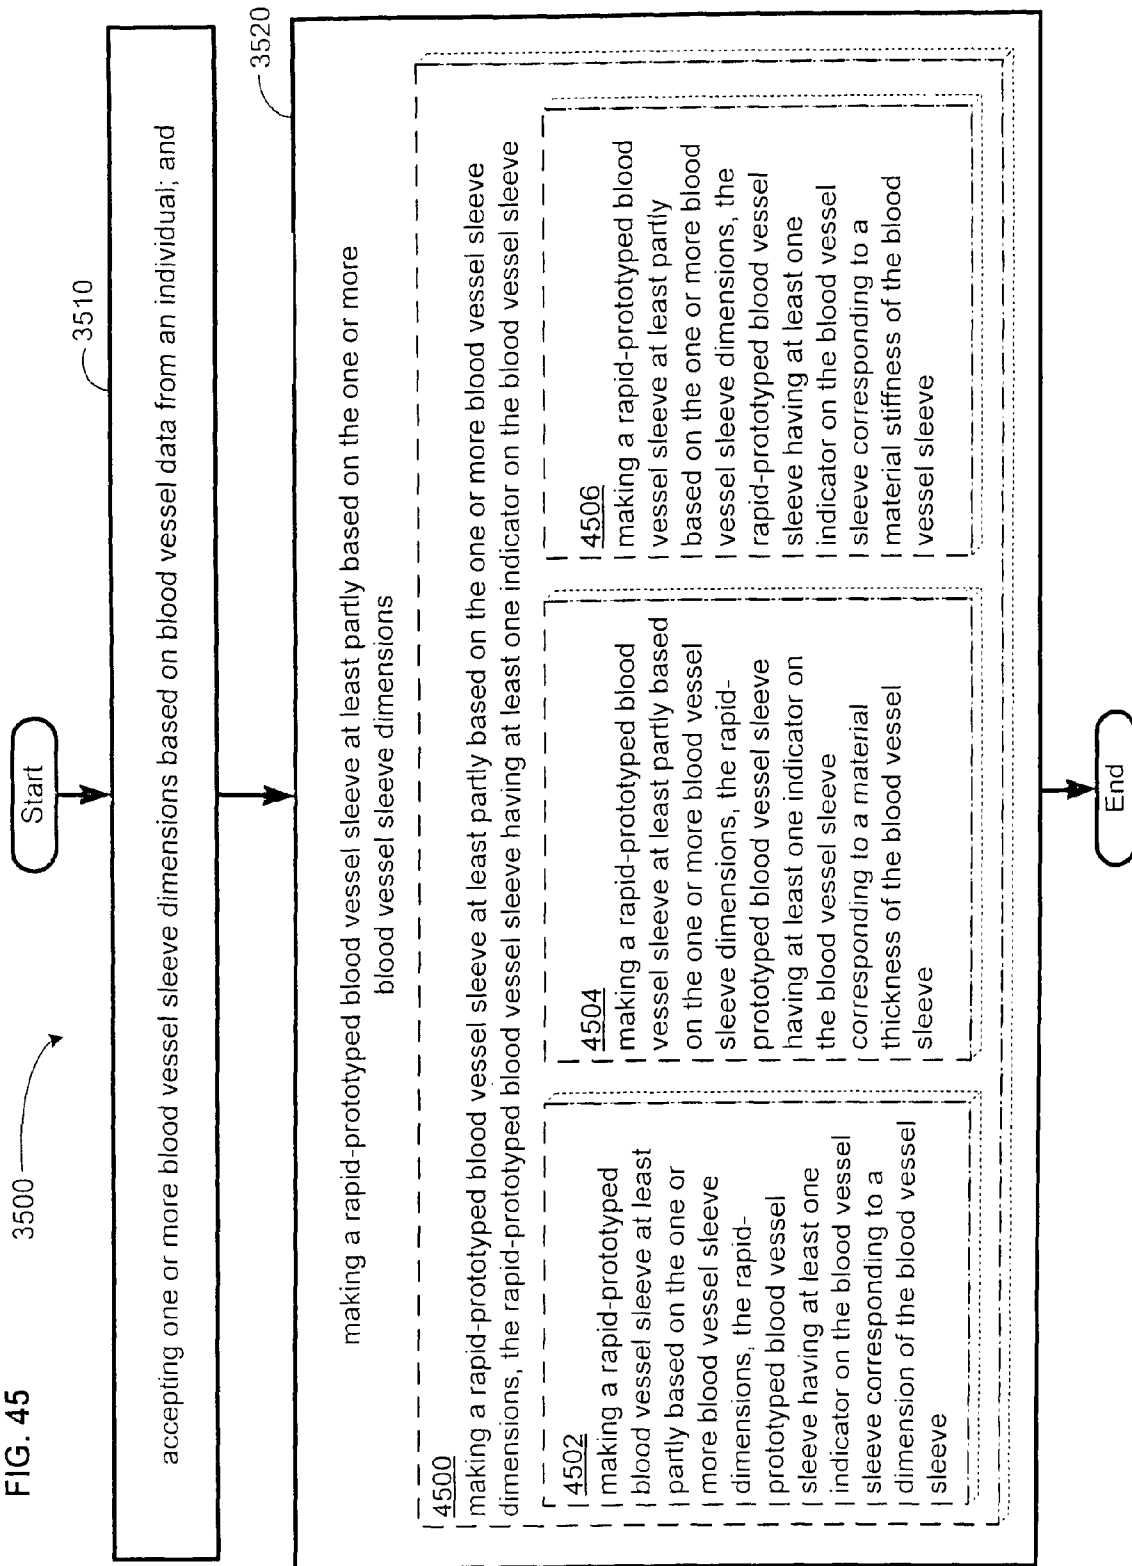 FIG. 45
3500
Start
3510
accepting one or more blood vessel sleeve dimensions based on blood vessel data from an individual; and
3520
making a rapid-prototyped blood vessel sleeve at least partly based on the one or more
blood vessel sleeve dimensions
4500
making a rapid-prototyped blood vessel sleeve at least partly based on the one or more blood vessel sleeve
dimensions, the rapid-prototyped blood vessel sleeve having at least one indicator on the blood vessel sleeve
4502
making a rapid-prototyped
blood vessel sleeve at least
partly based on the one or
more blood vessel sleeve
dimensions, the rapid-
prototyped blood vessel
sleeve having at least one
indicator on the blood vessel
sleeve corresponding to a
dimension of the blood vessel
sleeve
4504
making a rapid-prototyped blood
vessel sleeve at least partly based
on the one or more blood vessel
sleeve dimensions, the rapid-
prototyped blood vessel sleeve
having at least one indicator on
the blood vessel sleeve
corresponding to a material
thickness of the blood vessel
sleeve
4506
making a rapid-prototyped blood
vessel sleeve at least partly
based on the one or more blood
vessel sleeve dimensions, the
rapid-prototyped blood vessel
sleeve having at least one
indicator on the blood vessel
sleeve corresponding to a
material stiffness of the blood
vessel sleeve
End